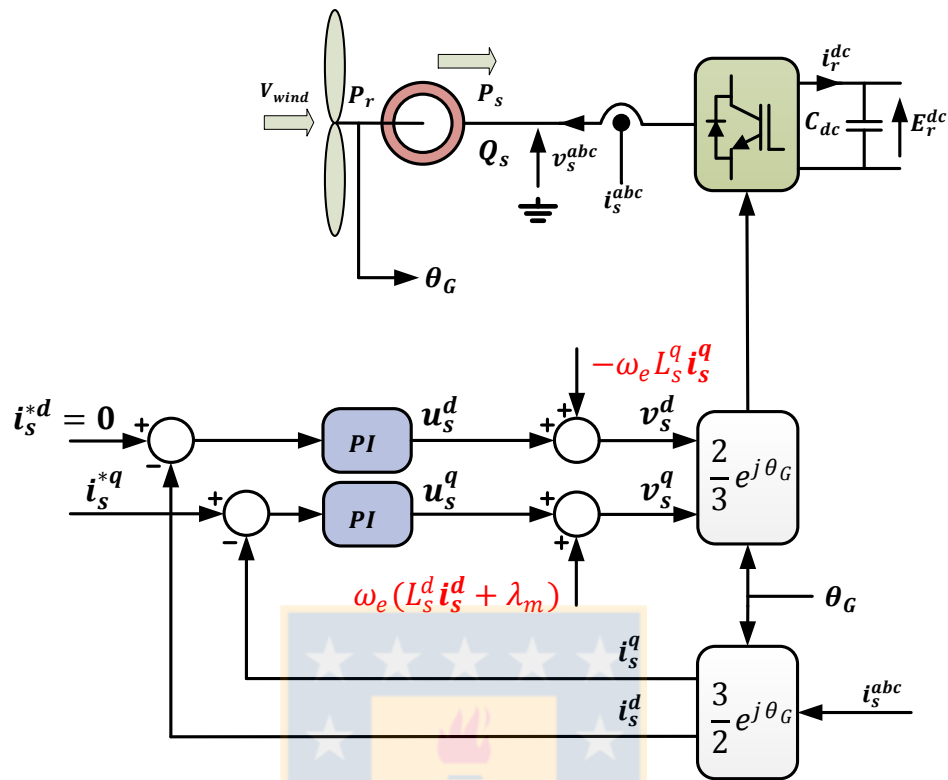 V_wind
P_r
P_s
Q_s
v_s^abc
i_s^abc
i_r^dc
C_dc
E_r^dc
θ_G
−ω_e L_s^q i_s^q
i_s^{*d} = 0
+
−
PI
u_s^d
+
+
v_s^d
i_s^{*q}
+
−
PI
u_s^q
+
+
v_s^q
2/3 e^{jθ_G}
ω_e(L_s^d i_s^d + λ_m)
θ_G
i_s^q
i_s^d
3/2 e^{jθ_G}
i_s^abc